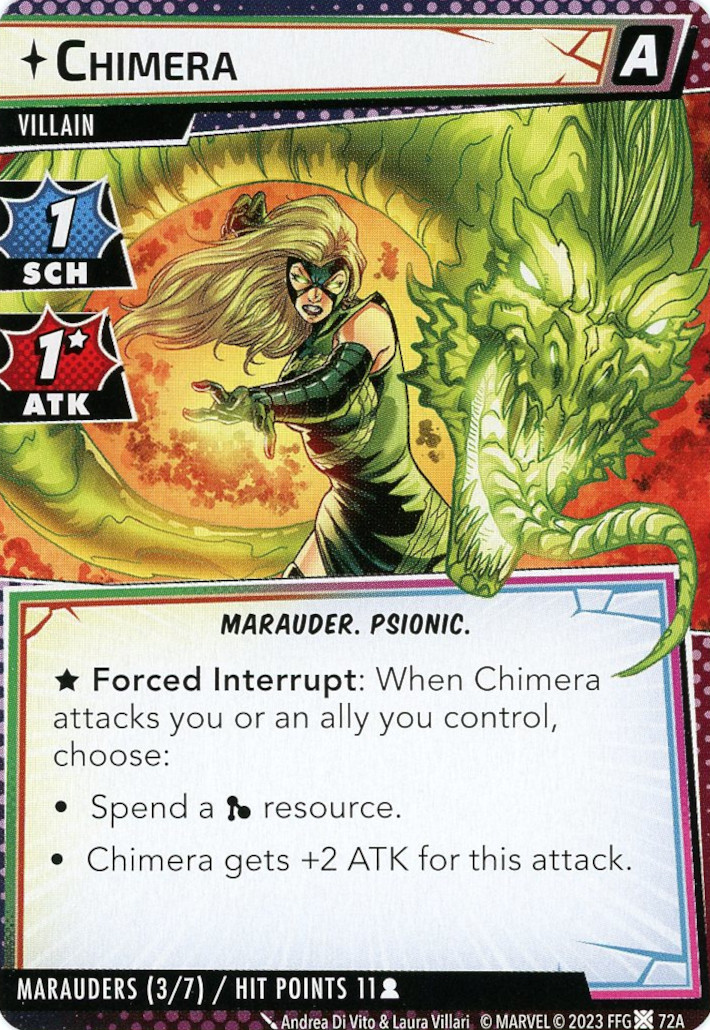 CHIMERA
A
VILLAIN
1
SCH
1★
ATK
MARAUDER. PSIONIC.
★ Forced Interrupt: When Chimera
attacks you or an ally you control,
choose:
• Spend a resource.
• Chimera gets +2 ATK for this attack.
MARAUDERS (3/7) / HIT POINTS 11
Andrea Di Vito & Laura Villari © MARVEL © 2023 FFG 72A